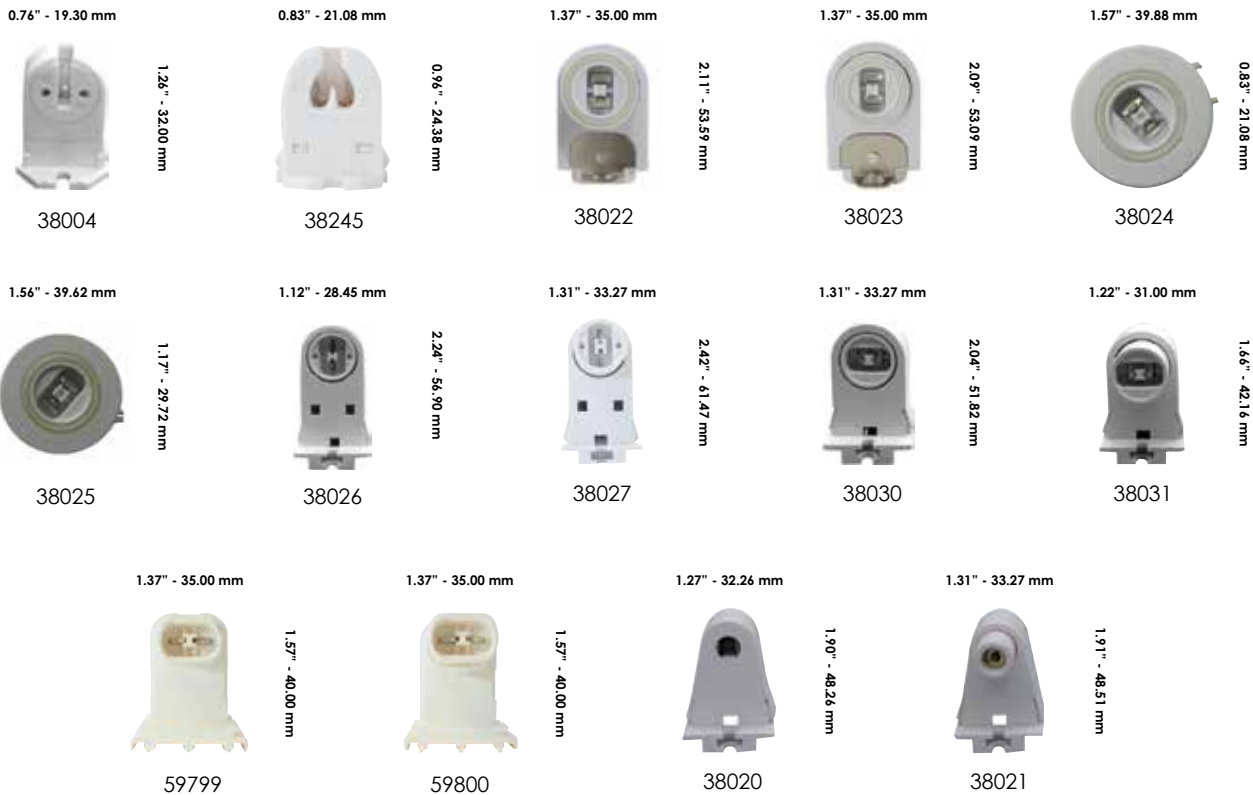 0.76" - 19.30 mm
0.83" - 21.08 mm
1.37" - 35.00 mm
1.37" - 35.00 mm
1.57" - 39.88 mm
1.26" - 32.00 mm
0.96" - 24.38 mm
2.11" - 53.59 mm
2.09" - 53.09 mm
0.83" - 21.08 mm
38004
38245
38022
38023
38024
1.56" - 39.62 mm
1.12" - 28.45 mm
1.31" - 33.27 mm
1.31" - 33.27 mm
1.22" - 31.00 mm
1.17" - 29.72 mm
2.24" - 56.90 mm
2.42" - 61.47 mm
2.04" - 51.82 mm
1.66" - 42.16 mm
38025
38026
38027
38030
38031
1.37" - 35.00 mm
1.37" - 35.00 mm
1.27" - 32.26 mm
1.31" - 33.27 mm
1.57" - 40.00 mm
1.57" - 40.00 mm
1.90" - 48.26 mm
1.91" - 48.51 mm
59799
59800
38020
38021